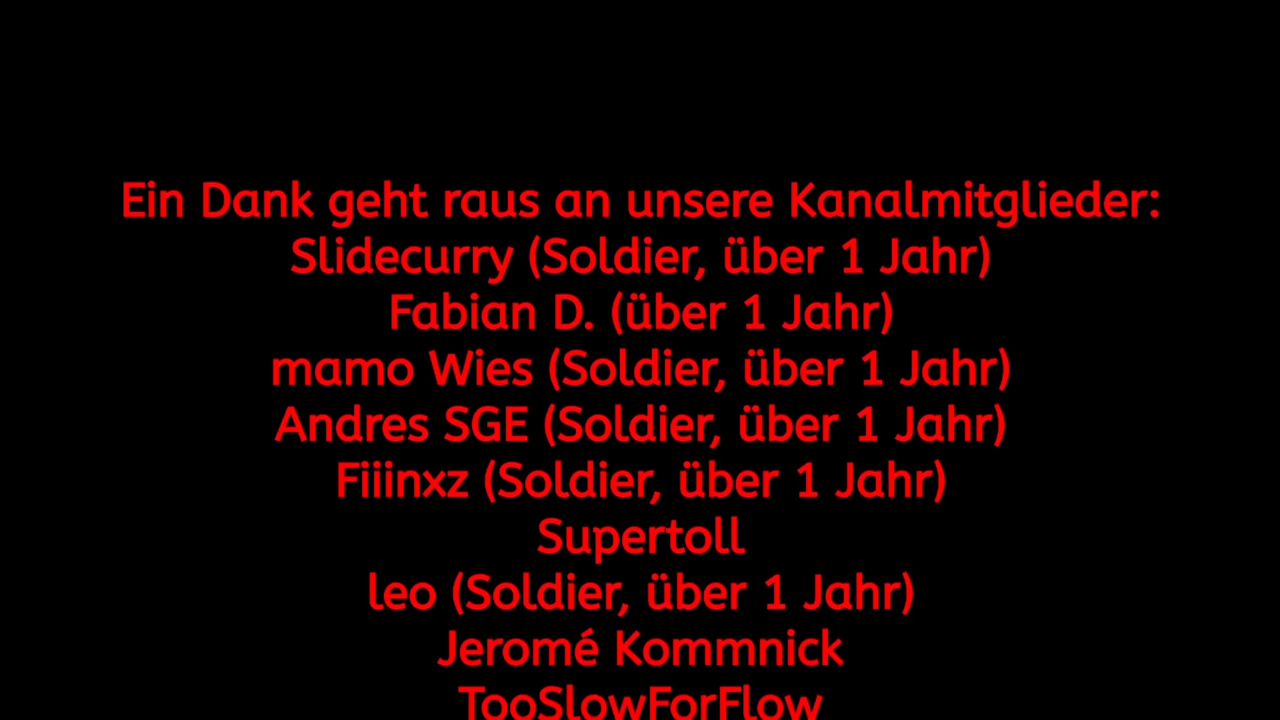 Ein Dank geht raus an unsere Kanalmitglieder:
Slidecurry (Soldier, über 1 Jahr)
Fabian D. (über 1 Jahr)
mamo Wies (Soldier, über 1 Jahr)
Andres SGE (Soldier, über 1 Jahr)
Fiiinxz (Soldier, über 1 Jahr)
Supertoll
leo (Soldier, über 1 Jahr)
Jeromé Kommnick
TooSlowForFlow